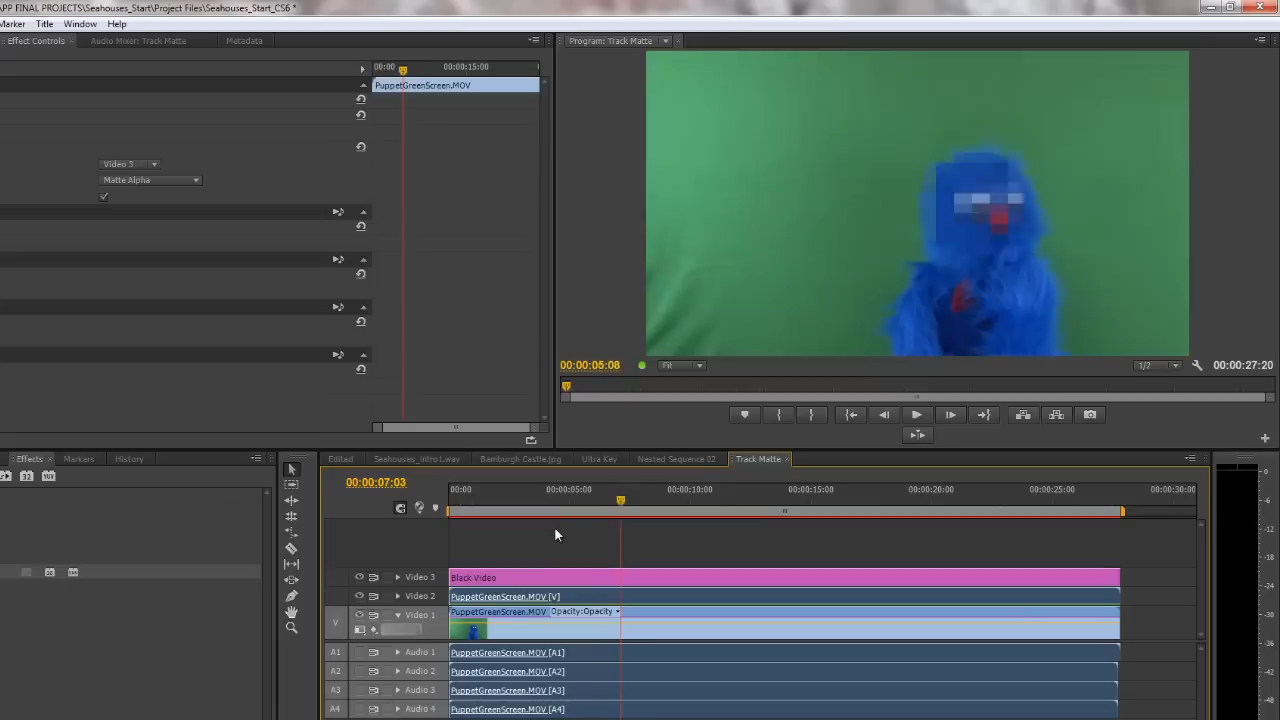 APP FINAL PROJECTS\Seahouses_Start\Project Files\Seahouses_Start_CS6 *
Marker Title Window Help
Effect Controls Audio Mixer: Track Matte Metadata
Program: Track Matte
00:00 00:00:15:00
PuppetGreenScreen.MOV
Video 3
Matte Alpha
00:00:05:08 Fit 1/2 00:00:27:20
Effects Markers History
Edited Seahouses_Intro1.wav Bamburgh Castle.jpg Ultra Key Nested Sequence 02 Track Matte
00:00:07:03
00:00 00:00:05:00 00:00:10:00 00:00:15:00 00:00:20:00 00:00:25:00 00:00:30:00
Video 3 Black Video
Video 2 PuppetGreenScreen.MOV [V]
V Video 1 PuppetGreenScreen.MOV Opacity:Opacity
A1 Audio 1 PuppetGreenScreen.MOV [A1]
A2 Audio 2 PuppetGreenScreen.MOV [A2]
A3 Audio 3 PuppetGreenScreen.MOV [A3]
A4 Audio 4 PuppetGreenScreen.MOV [A4]
0
-6
-12
-18
-24
-30
-36
-42
-48